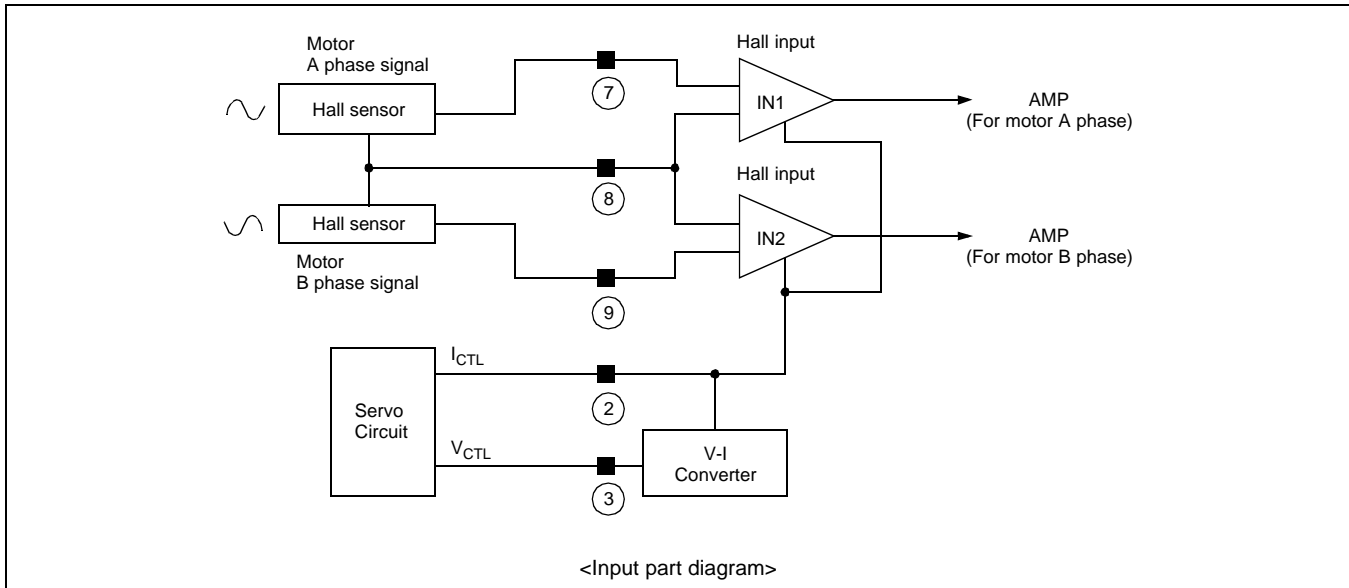 Motor
A phase signal
Hall sensor
7
Hall input
IN1
AMP
(For motor A phase)
8
Hall input
Hall sensor
IN2
AMP
(For motor B phase)
Motor
B phase signal
9
Servo
Circuit
I_CTL
2
V_CTL
3
V-I
Converter
<Input part diagram>